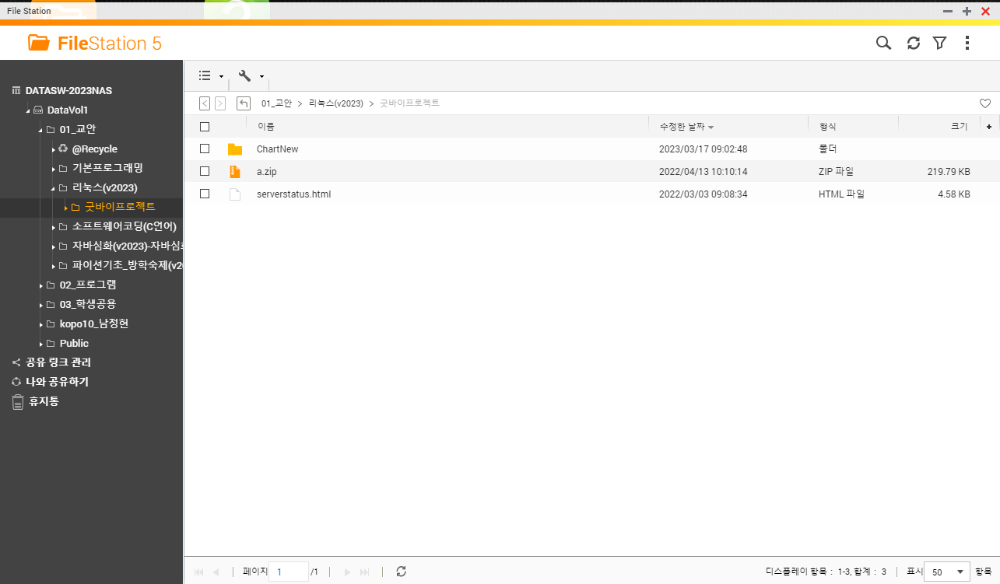 File Station
FileStation 5
DATASW-2023NAS
DataVol1
01_교안
@Recycle
기본프로그래밍
리눅스(v2023)
굿바이프로젝트
소프트웨어코딩(C언어)
자바심화(v2023)-자바심화
파이션기초_방학숙제(v20
02_프로그램
03_학생공용
kopo10_남정현
Public
공유 링크 관리
나와 공유하기
휴지통
01_교안 > 리눅스(v2023) > 굿바이프로젝트
이름 수정한 날짜 형식 크기
ChartNew 2023/03/17 09:02:48 폴더
a.zip 2022/04/13 10:10:14 ZIP 파일 219.79 KB
serverstatus.html 2022/03/03 09:08:34 HTML 파일 4.58 KB
페이지 1 /1 디스플레이 항목 : 1-3, 합계 : 3 표시 50 항목